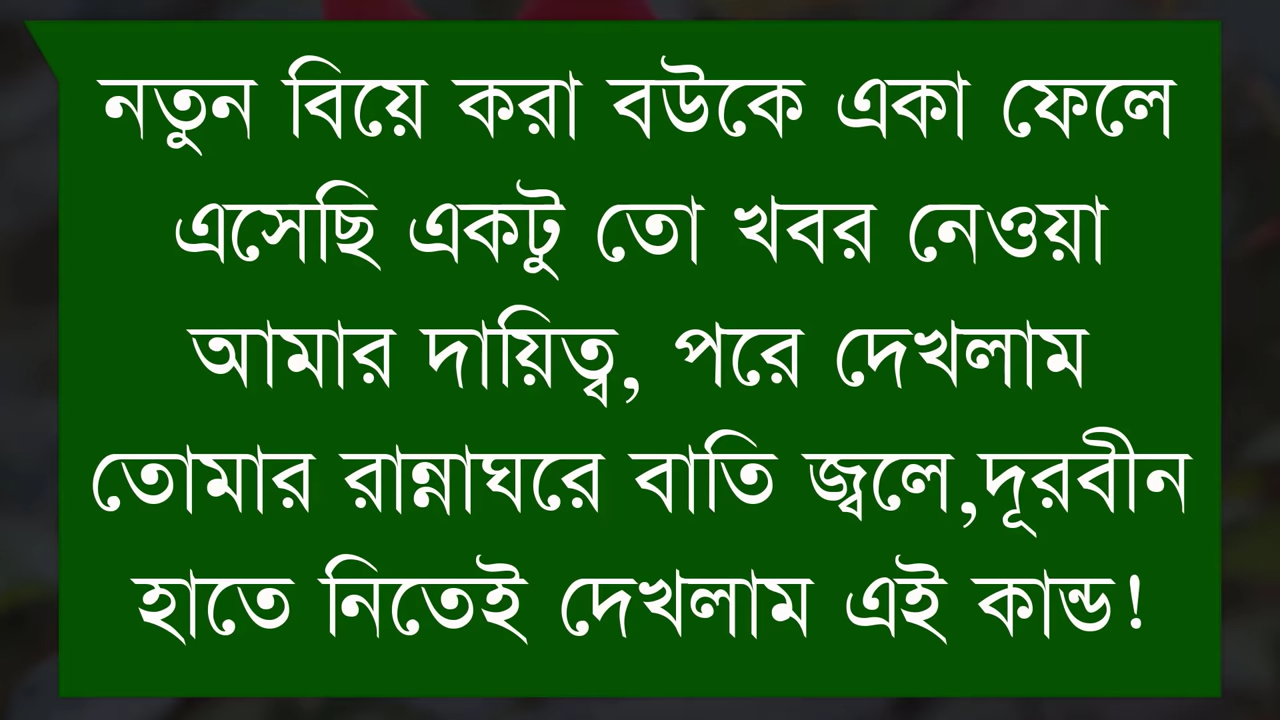 নতুন বিয়ে করা বউকে একা ফেলে
এসেছি একটু তো খবর নেওয়া
আমার দায়িত্ব, পরে দেখলাম
তোমার রান্নাঘরে বাতি জ্বলে,দূরবীন
হাতে নিতেই দেখলাম এই কান্ড!